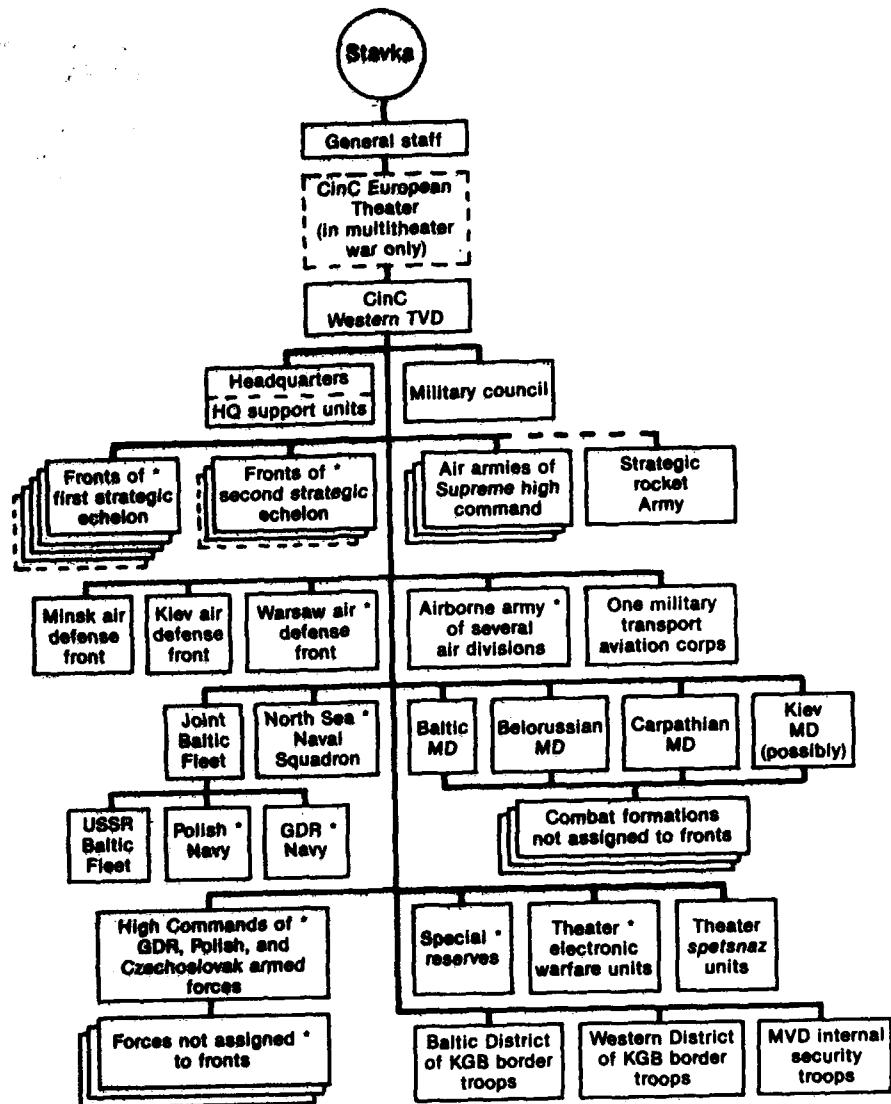 Stavka
General staff
CinC European
Theater
(in multitheater
war only)
CinC
Western TVD
Headquarters
HQ support units
Military council
Fronts of *
first strategic
echelon
Fronts of *
second strategic
echelon
Air armies of
Supreme high
command
Strategic
rocket
Army
Minsk air
defense
front
Kiev air
defense
front
Warsaw air *
defense
front
Airborne army *
of several
air divisions
One military
transport
aviation corps
Joint
Baltic
Fleet
North Sea *
Naval
Squadron
Baltic
MD
Belorussian
MD
Carpathian
MD
Kiev
MD
(possibly)
USSR
Baltic
Fleet
Polish *
Navy
GDR *
Navy
Combat formations
not assigned to fronts
High Commands of *
GDR, Polish, and
Czechoslovak armed
forces
Special *
reserves
Theater *
electronic
warfare units
Theater
spetsnaz
units
Forces not assigned *
to fronts
Baltic District
of KGB border
troops
Western District
of KGB border
troops
MVD internal
security
troops